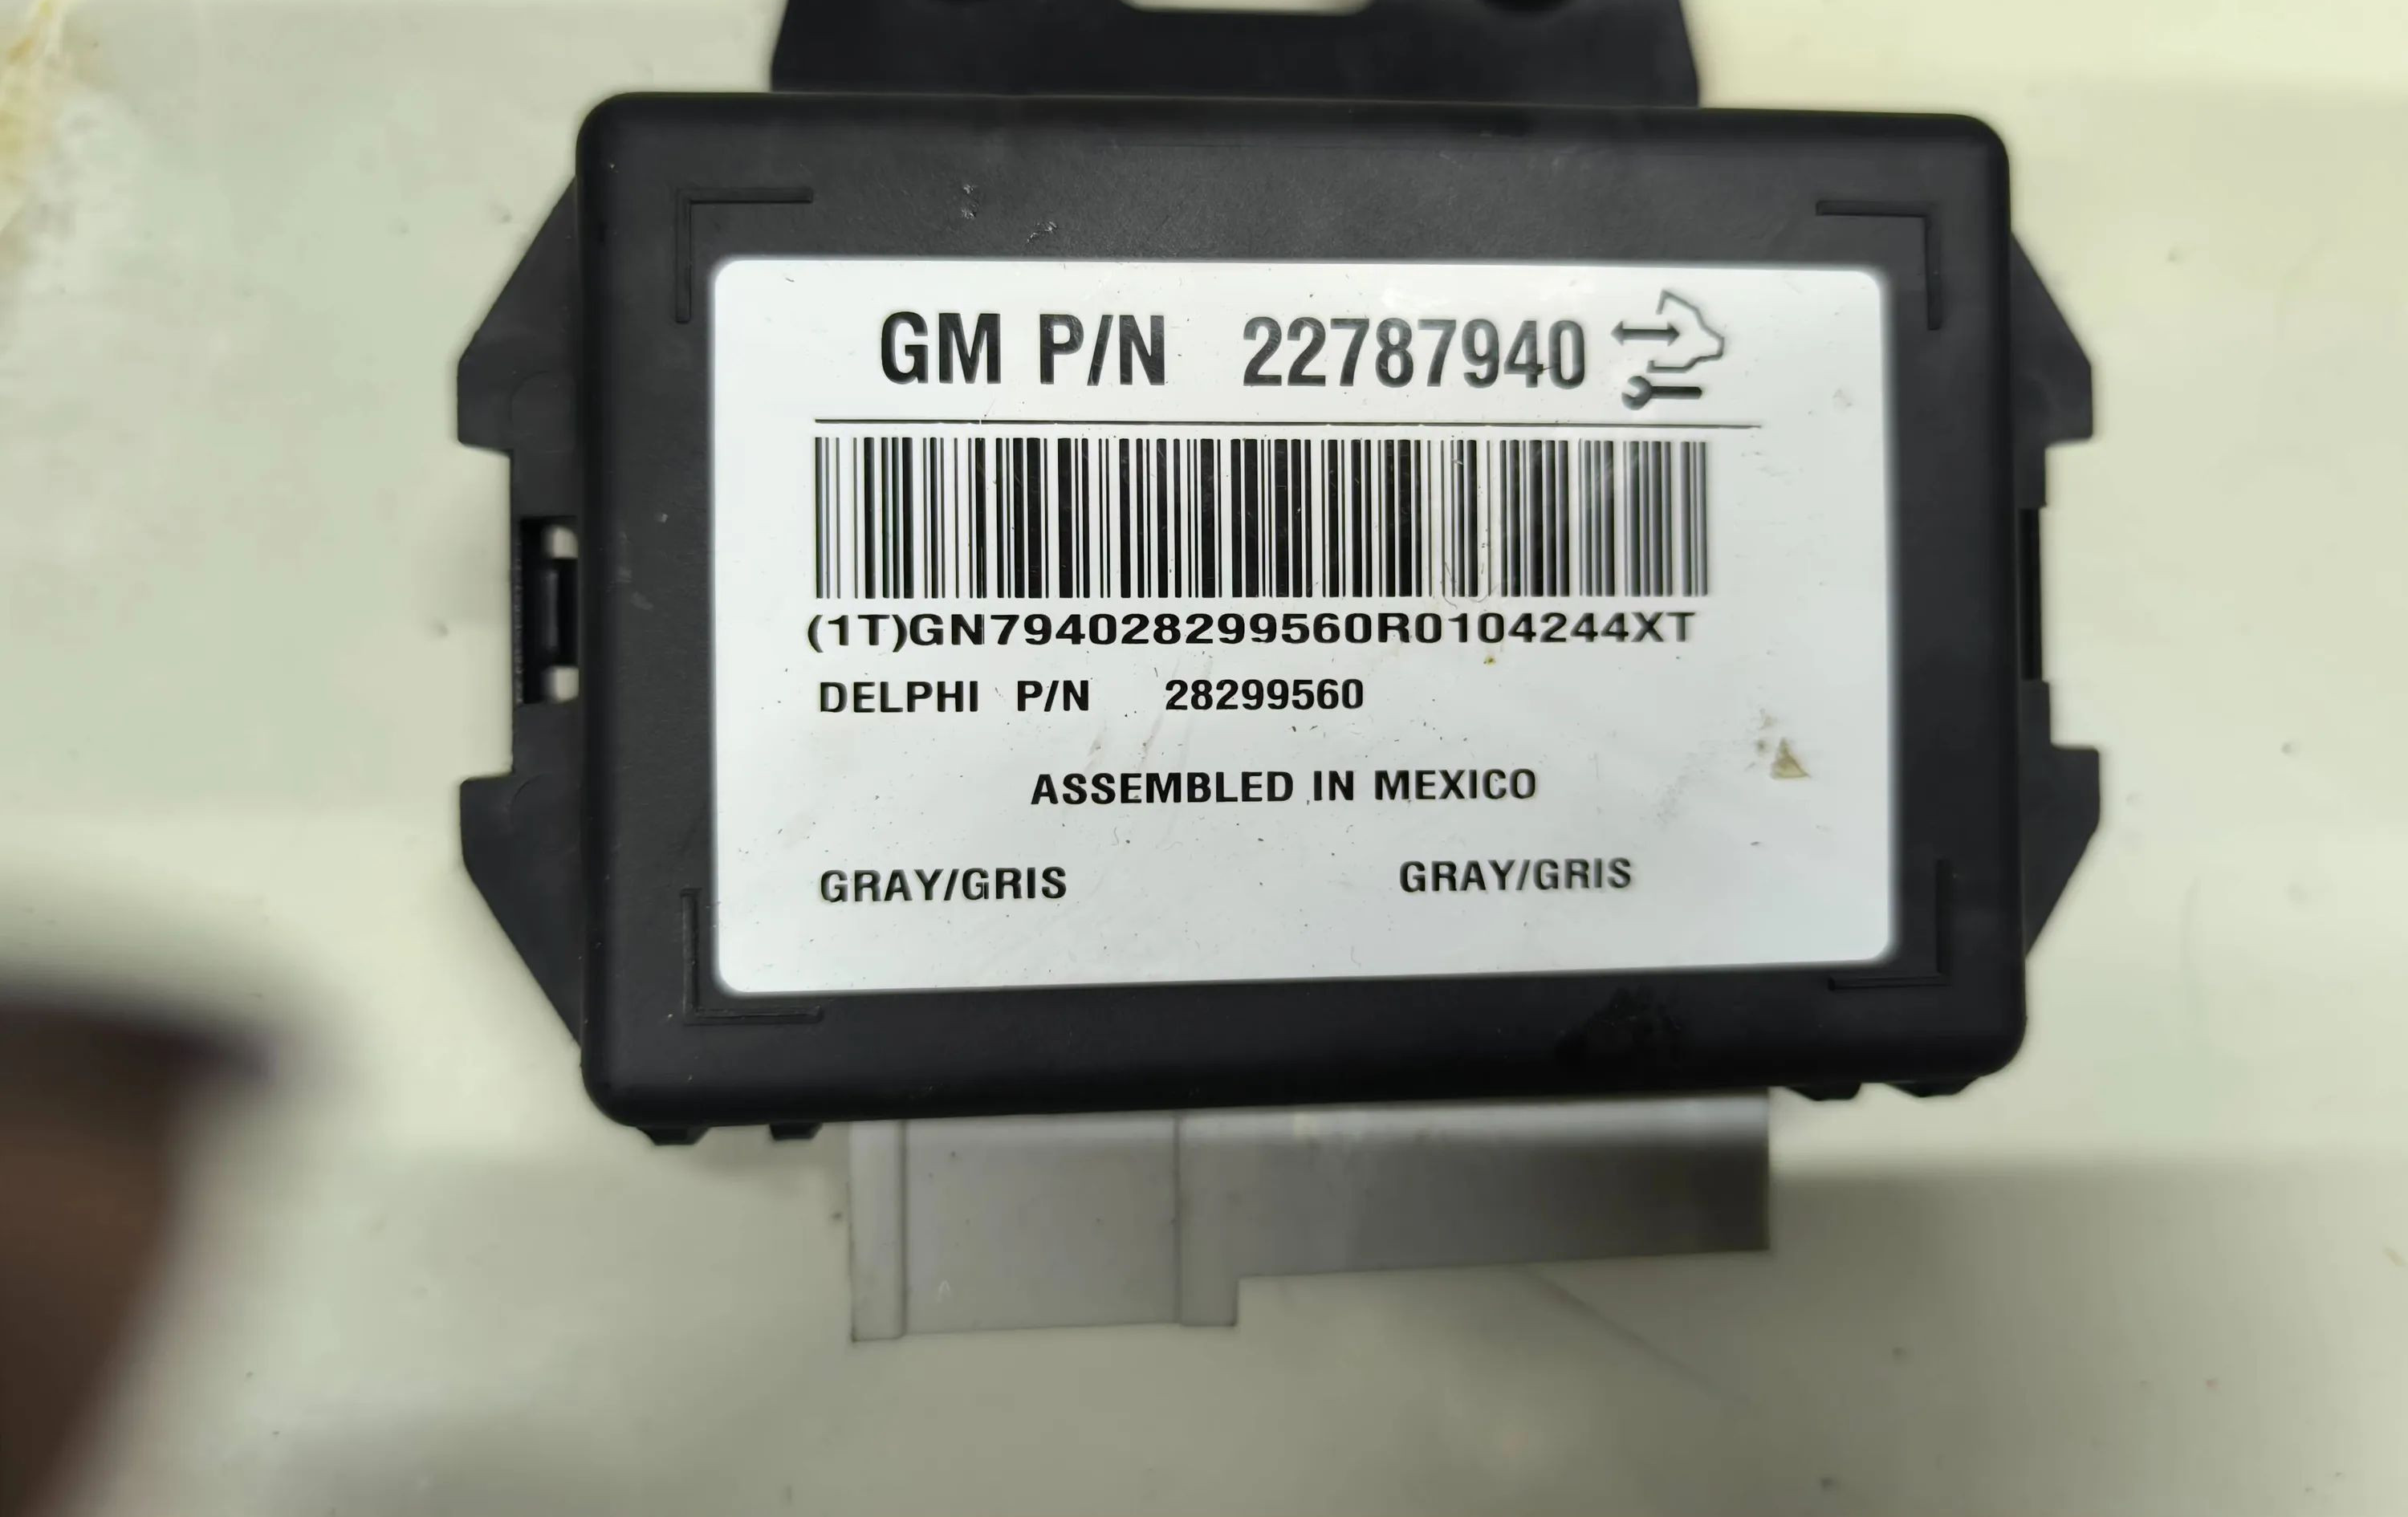 GM P/N 22787940
(1T)GN794028299560R0104244XT
DELPHI P/N 28299560
ASSEMBLED IN MEXICO
GRAY/GRIS GRAY/GRIS